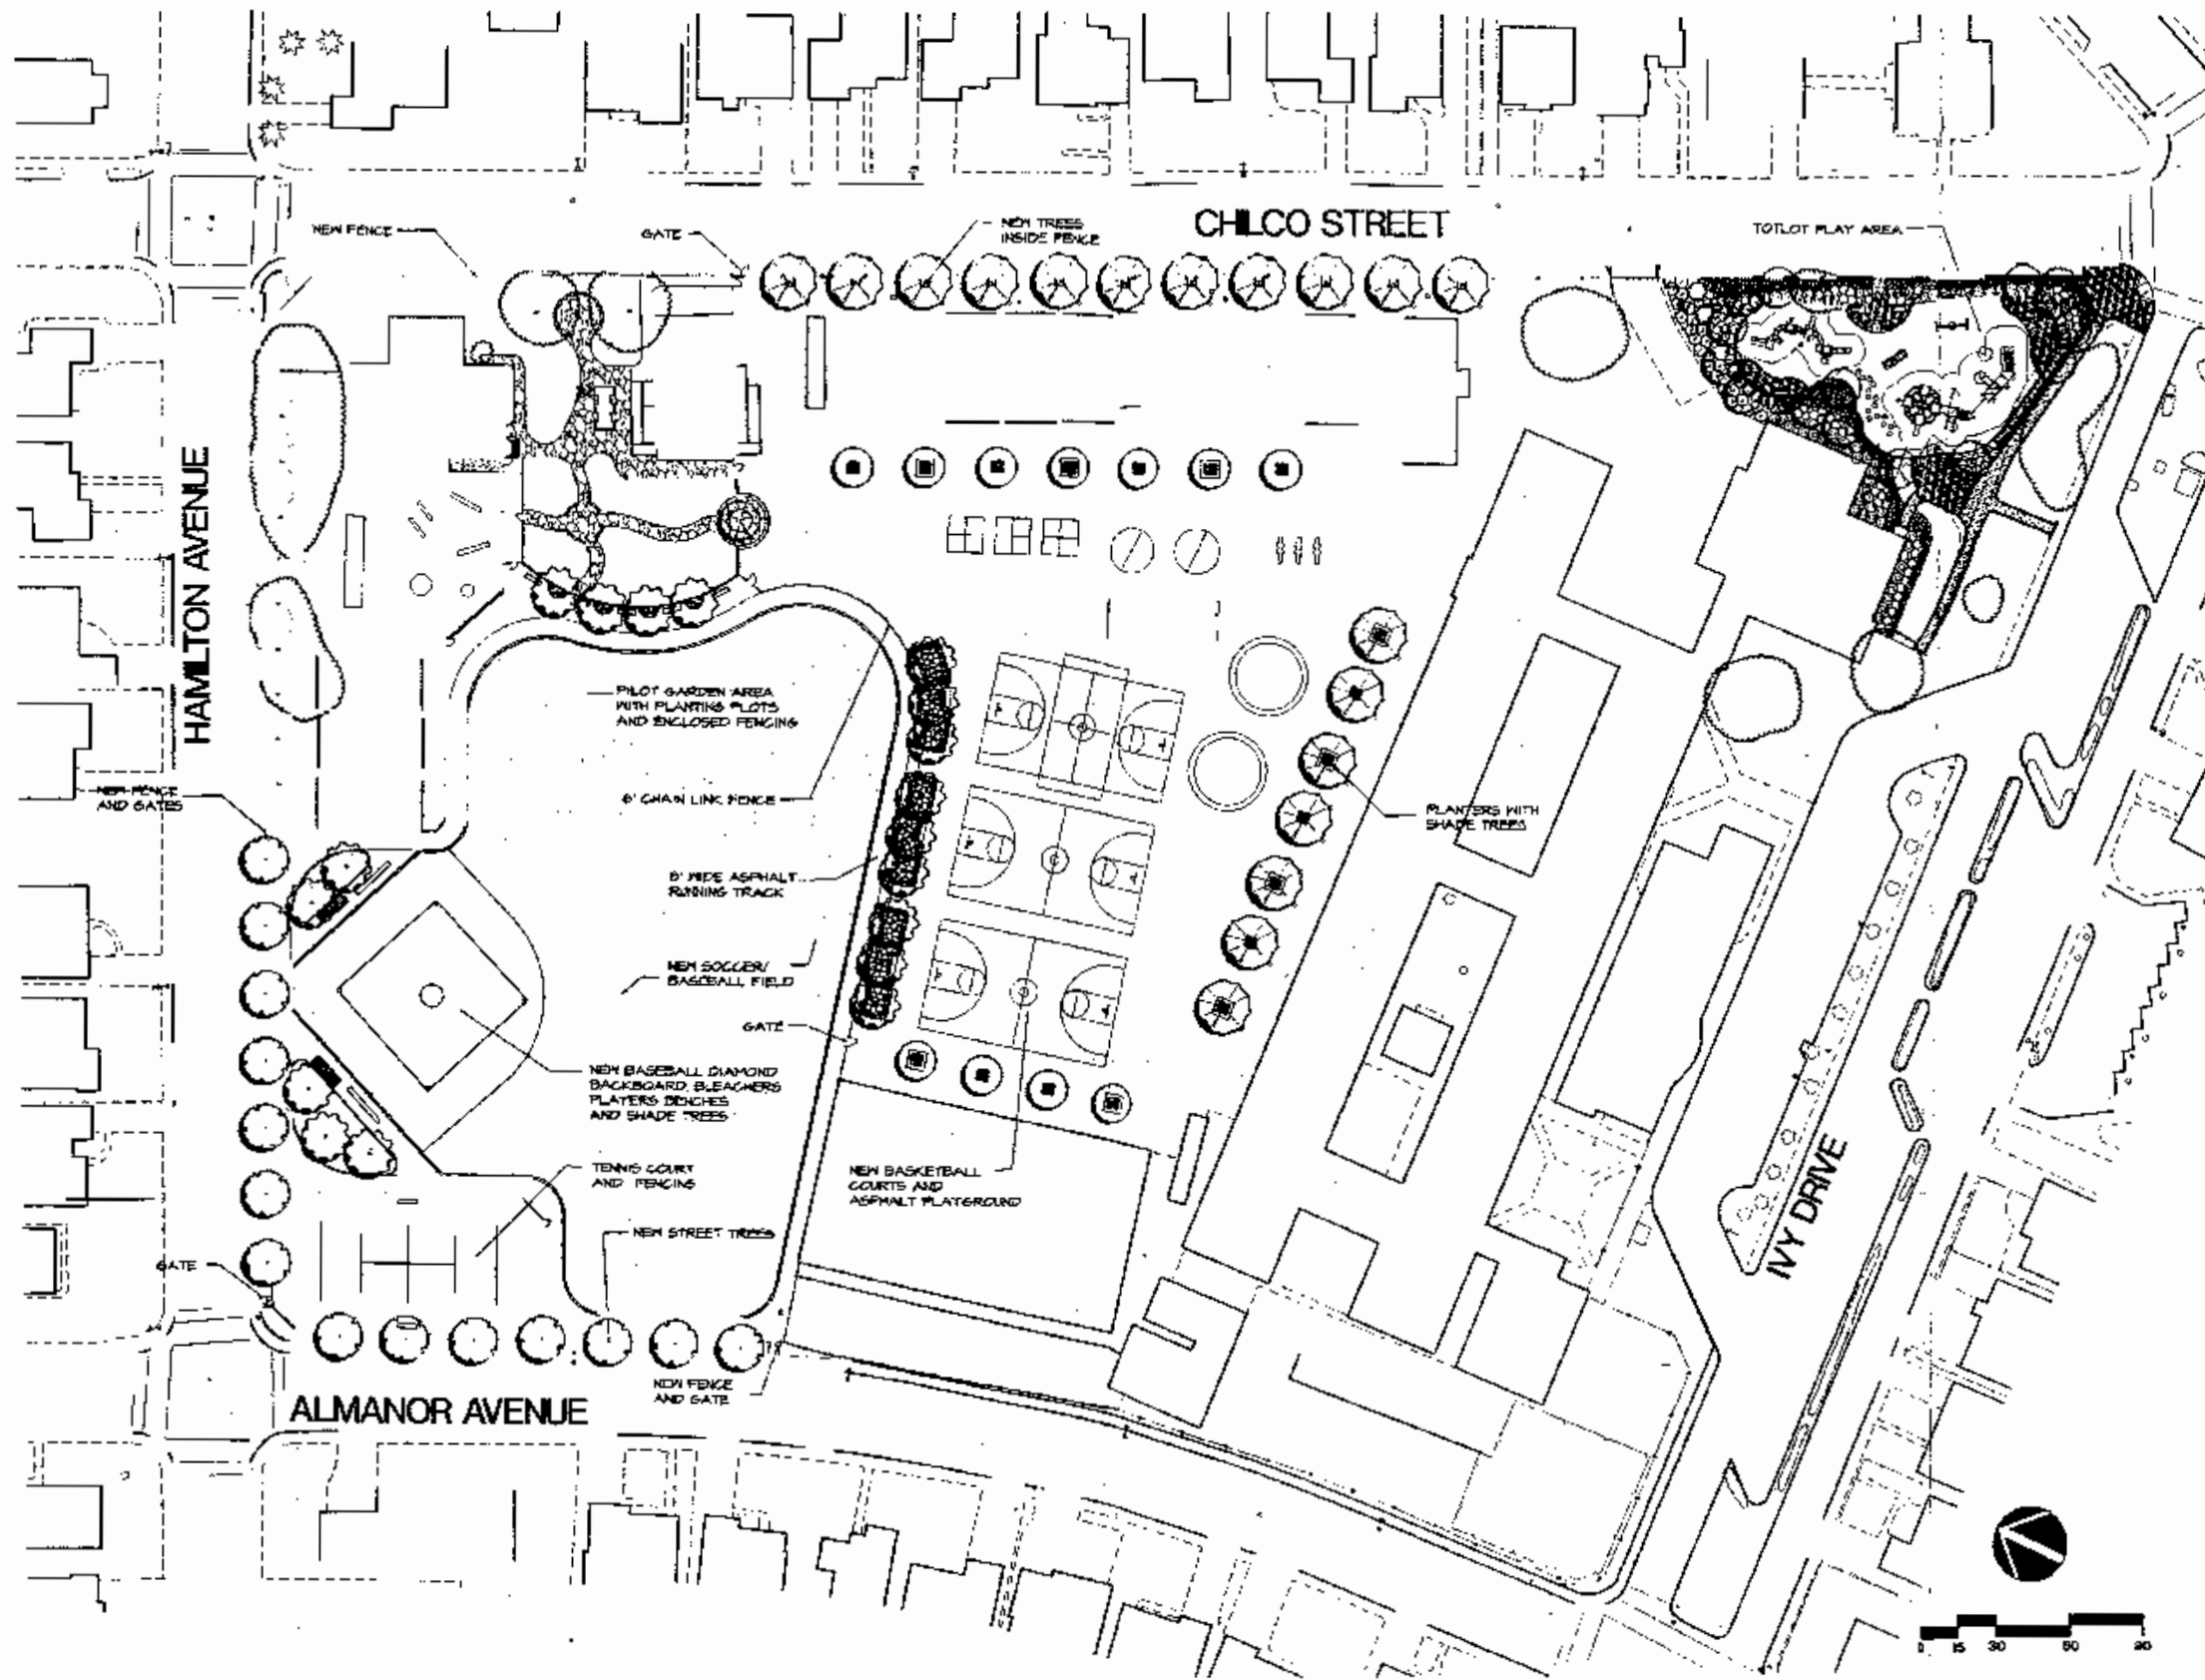 CHILCO STREET
NEW FENCE
GATE
NEW TREES
INSIDE FENCE
TOTLOT PLAY AREA
HAMILTON AVENUE
PILOT GARDEN AREA
WITH PLANTING PLOTS
AND ENCLOSED FENCING
NEW FENCE
AND GATES
6' CHAIN LINK FENCE
PLANTERS WITH
SHADE TREES
8' WIDE ASPHALT
RUNNING TRACK
NEW SOCCER/
BASEBALL FIELD
GATE
NEW BASEBALL DIAMOND
BACKBOARD, BLEACHERS
PLAYERS BENCHES
AND SHADE TREES
TENNIS COURT
AND FENCING
NEW BASKETBALL
COURTS AND
ASPHALT PLAYGROUND
NEW STREET TREES
GATE
IVY DRIVE
NEW FENCE
AND GATE
ALMANOR AVENUE
0 15 30 60 90